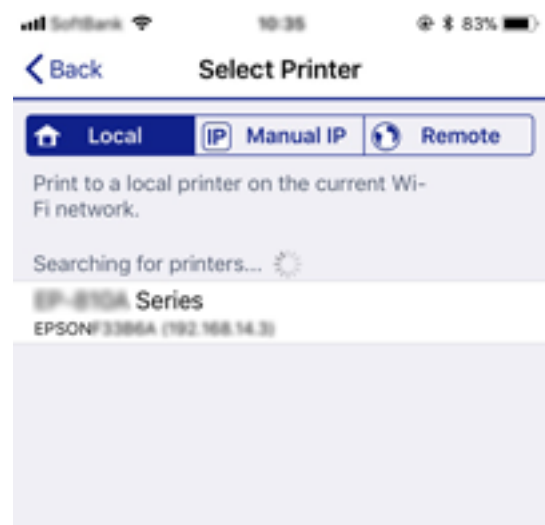 83%
Back
Select Printer
Local
IP
Manual IP
Remote
Print to a local printer on the current Wi-
Fi network.
Searching for printers...
Series
EPSON